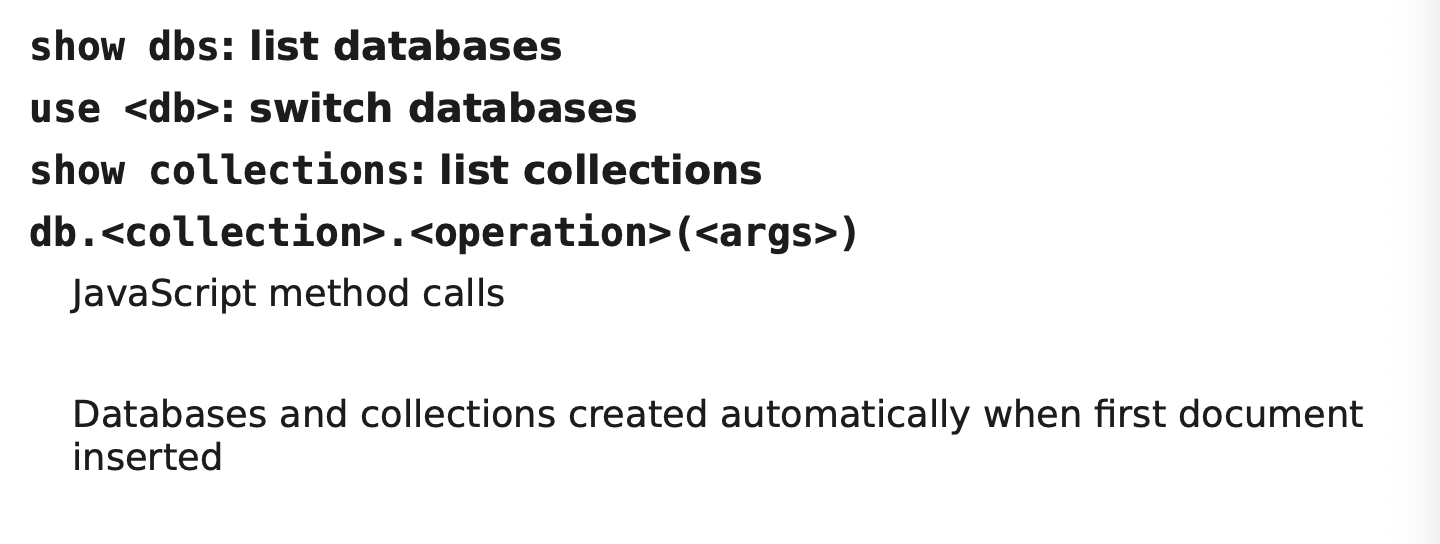 show dbs: list databases
use <db>: switch databases
show collections: list collections
db.<collection>.<operation>(<args>)
JavaScript method calls
Databases and collections created automatically when first document
inserted